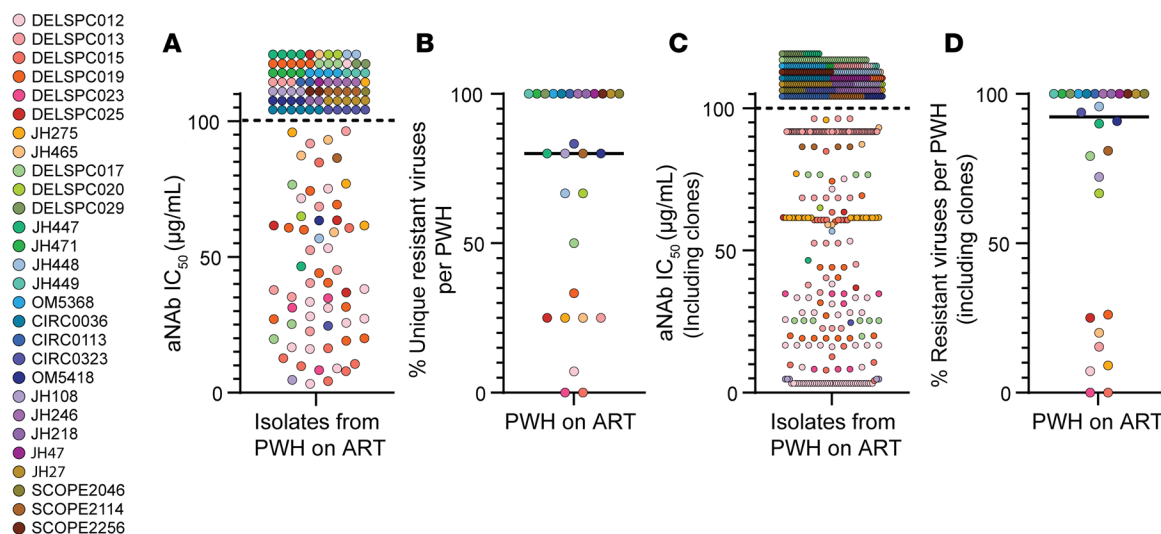 DELSPC012
DELSPC013
DELSPC015
DELSPC019
DELSPC023
DELSPC025
JH275
JH465
DELSPC017
DELSPC020
DELSPC029
JH447
JH471
JH448
JH449
OM5368
CIRC0036
CIRC0113
CIRC0323
OM5418
JH108
JH246
JH218
JH47
JH27
SCOPE2046
SCOPE2114
SCOPE2256
A
aNAb IC50 (µg/mL)
100
50
0
Isolates from
PWH on ART
B
% Unique resistant viruses
per PWH
100
50
0
PWH on ART
C
aNAb IC50 (µg/mL)
(Including clones)
100
50
0
Isolates from
PWH on ART
D
% Resistant viruses per PWH
(including clones)
100
50
0
PWH on ART